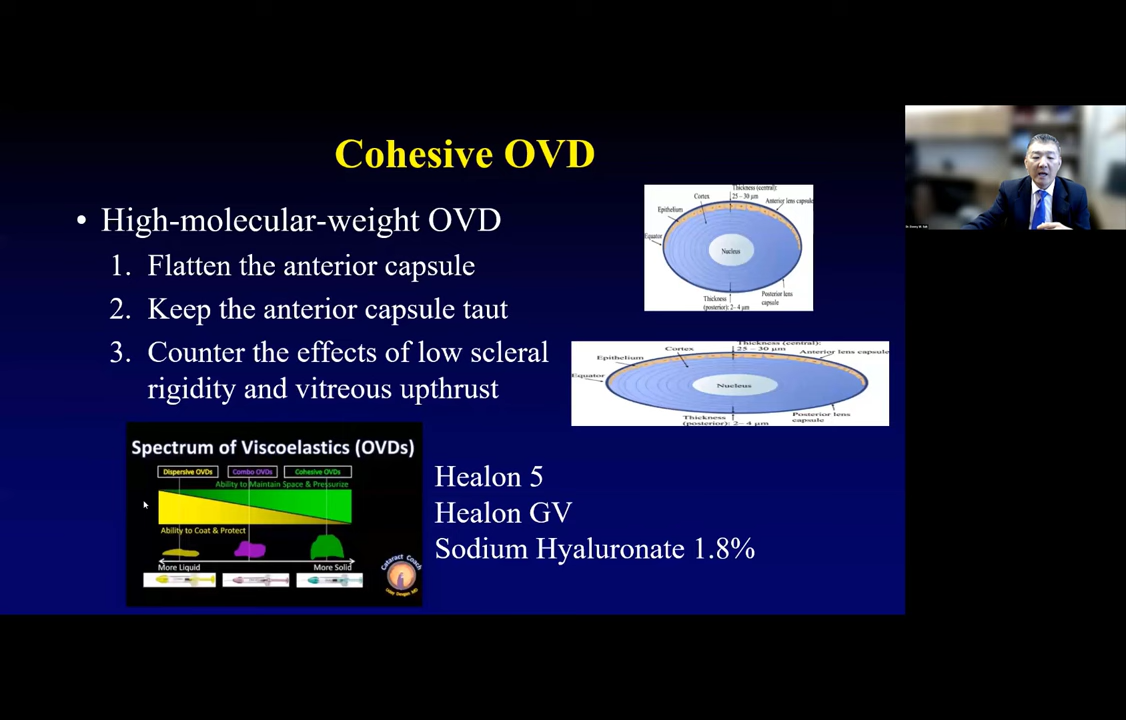 Cohesive OVD
• High-molecular-weight OVD
1. Flatten the anterior capsule
2. Keep the anterior capsule taut
3. Counter the effects of low scleral
rigidity and vitreous upthrust
Thickness (central):
25 – 30 μm
Cortex
Anterior lens capsule
Epithelium
Equator
Nucleus
Posterior lens
capsule
Thickness
(posterior): 2– 4 μm
Thickness (central):
25 – 30 μm
Cortex
Anterior lens capsule
Epithelium
Equator
Nucleus
Posterior lens
capsule
Thickness
(posterior): 2– 4 μm
Spectrum of Viscoelastics (OVDs)
Dispersive OVDs
Combo OVDs
Cohesive OVDs
Ability to Maintain Space & Pressurize
Ability to Coat & Protect
More Liquid
More Solid
Cataract Coach
Healon 5
Healon GV
Sodium Hyaluronate 1.8%